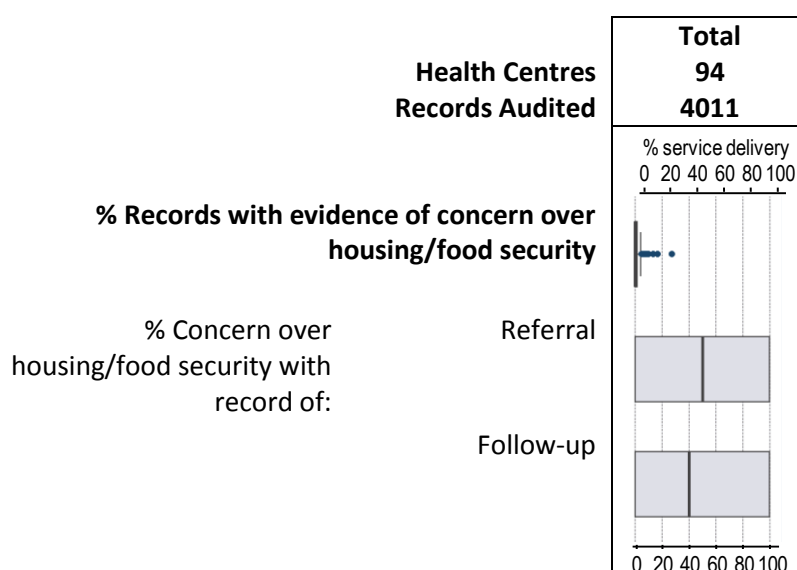 Total
Health Centres 94
Records Audited 4011
% service delivery
0 20 40 60 80 100
% Records with evidence of concern over
housing/food security
% Concern over Referral
housing/food security with
record of:
Follow-up
0 20 40 60 80 100